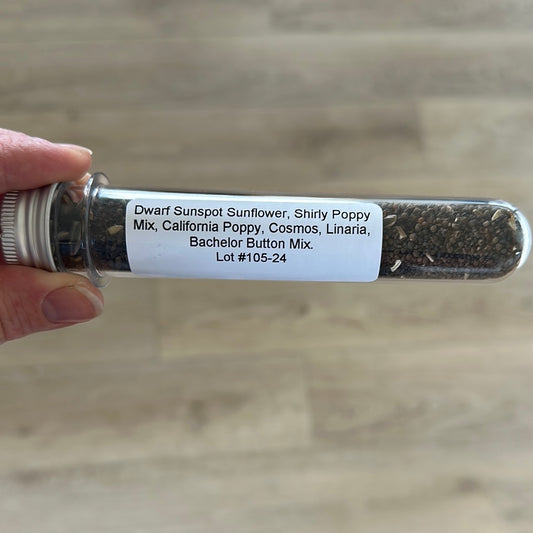 Dwarf Sunspot Sunflower, Shirly Poppy
Mix, California Poppy, Cosmos, Linaria,
Bachelor Button Mix.
Lot #105-24